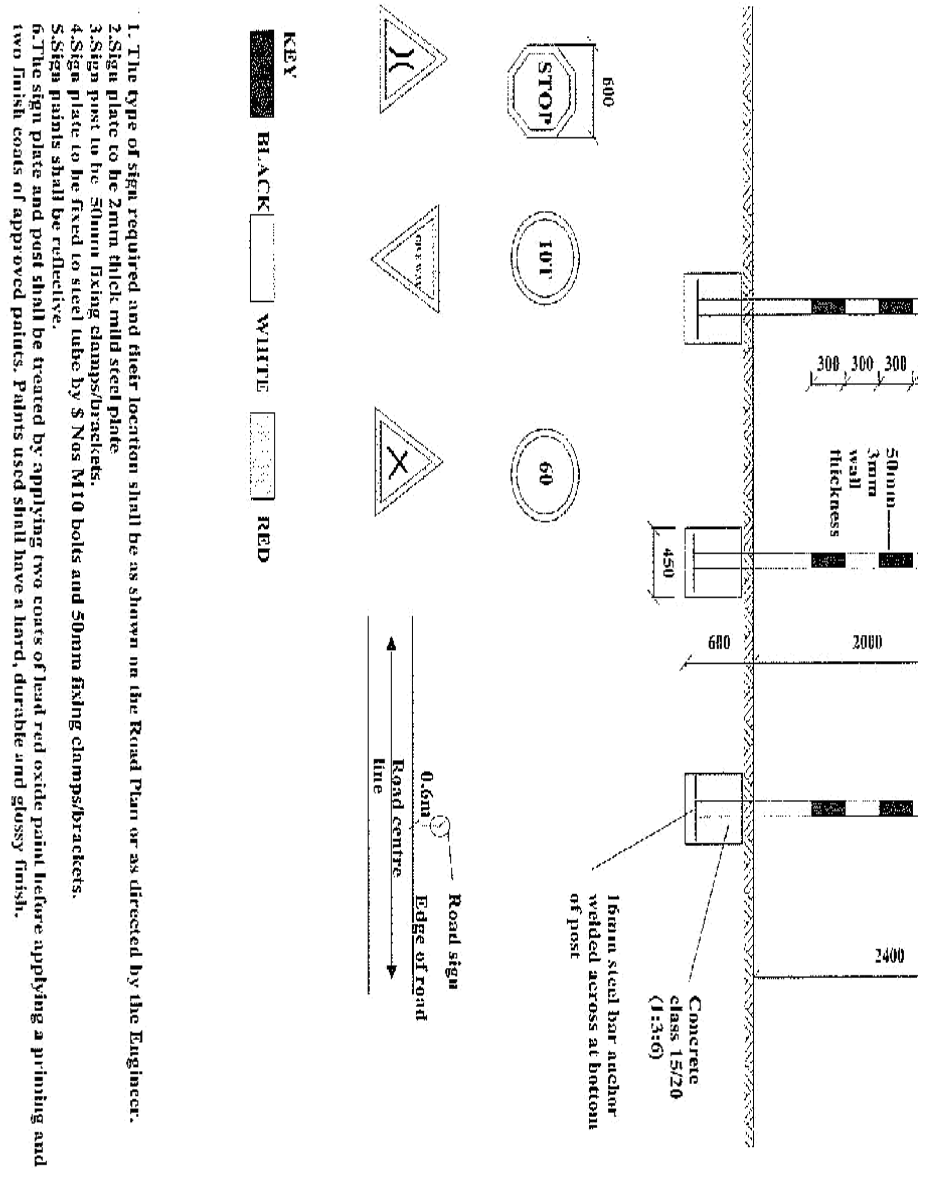 300 300 300
50mm
3mm
wall
thickness
2000
2400
450
600
Concrete
class 15/20
(1:3:6)
16mm steel bar anchor
welded across at bottom
of post
600
STOP
10T
60
GIVE WAY
Road sign
0.6m
Edge of road
Road centre
line
KEY
BLACK
WHITE
RED
1. The type of sign required and their location shall be as shown on the Road Plan or as directed by the Engineer.
2.Sign plate to be 2mm thick mild steel plate
3.Sign post to be 50mm fixing clamps/brackets.
4.Sign plate to be fixed to steel tube by $ Nos M10 bolts and 50mm fixing clamps/brackets.
5.Sign paints shall be reflective.
6.The sign plate and post shall be treated by applying two coats of lead red oxide paint before applying a priming and
two finish coats of approved paints. Paints used shall have a hard, durable and glossy finish.